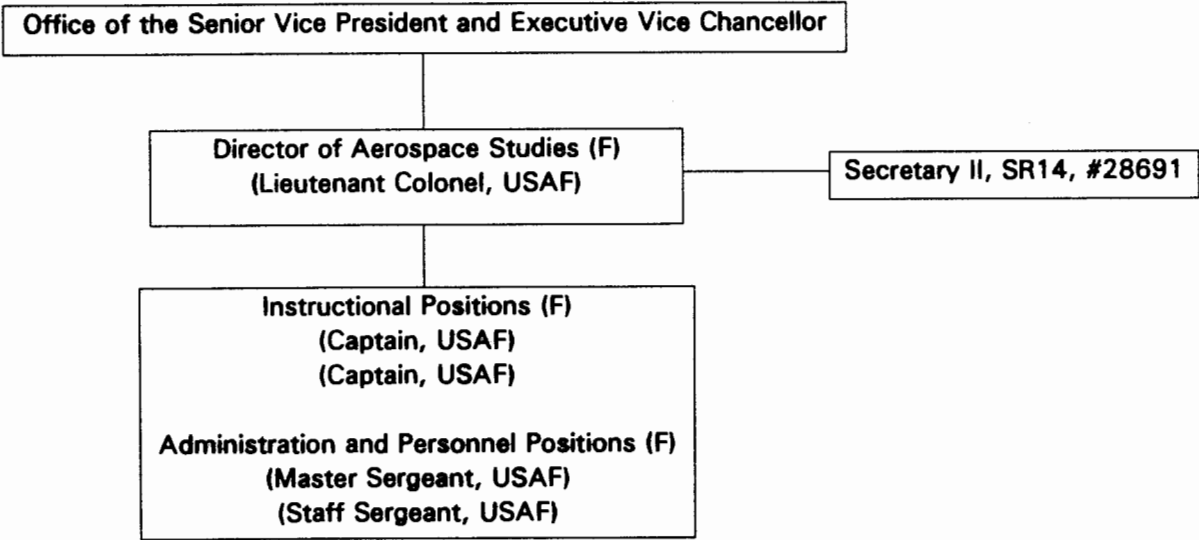 Office of the Senior Vice President and Executive Vice Chancellor
Director of Aerospace Studies (F)
(Lieutenant Colonel, USAF)
Secretary II, SR14, #28691
Instructional Positions (F)
(Captain, USAF)
(Captain, USAF)
Administration and Personnel Positions (F)
(Master Sergeant, USAF)
(Staff Sergeant, USAF)